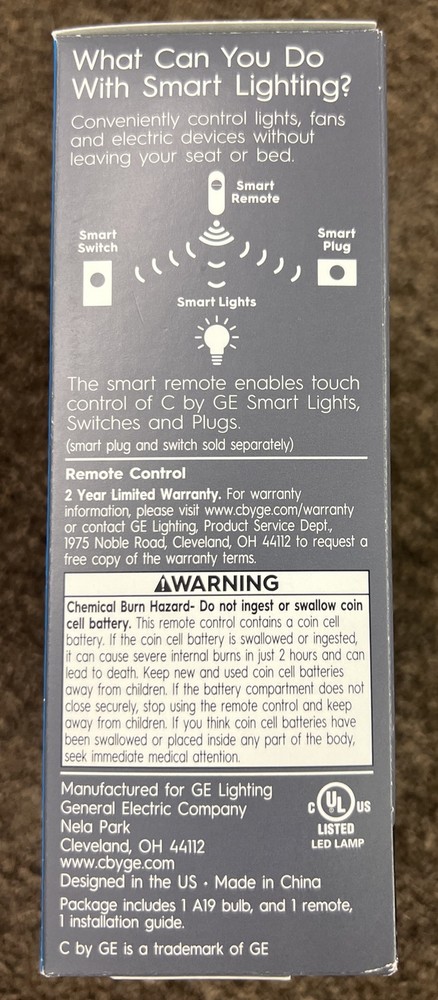 What Can You Do
With Smart Lighting?
Conveniently control lights, fans
and electric devices without
leaving your seat or bed.
Smart
Remote
Smart
Switch
Smart
Plug
Smart Lights
The smart remote enables touch
control of C by GE Smart Lights,
Switches and Plugs.
(smart plug and switch sold separately)
Remote Control
2 Year Limited Warranty. For warranty
information, please visit www.cbyge.com/warranty
or contact GE Lighting, Product Service Dept.,
1975 Noble Road, Cleveland, OH 44112 to request a
free copy of the warranty terms.
WARNING
Chemical Burn Hazard- Do not ingest or swallow coin
cell battery. This remote control contains a coin cell
battery. If the coin cell battery is swallowed or ingested,
it can cause severe internal burns in just 2 hours and can
lead to death. Keep new and used coin cell batteries
away from children. If the battery compartment does not
close securely, stop using the remote control and keep
away from children. If you think coin cell batteries have
been swallowed or placed inside any part of the body,
seek immediate medical attention.
Manufactured for GE Lighting
General Electric Company
Nela Park
Cleveland, OH 44112
www.cbyge.com
C UL US
LISTED
LED LAMP
Designed in the US • Made in China
Package includes 1 A19 bulb, and 1 remote,
1 installation guide.
C by GE is a trademark of GE